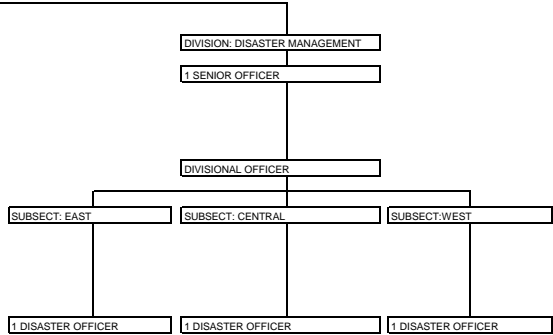 DIVISION: DISASTER MANAGEMENT
1 SENIOR OFFICER
DIVISIONAL OFFICER
SUBSECT: EAST
SUBSECT: CENTRAL
SUBSECT:WEST
1 DISASTER OFFICER
1 DISASTER OFFICER
1 DISASTER OFFICER